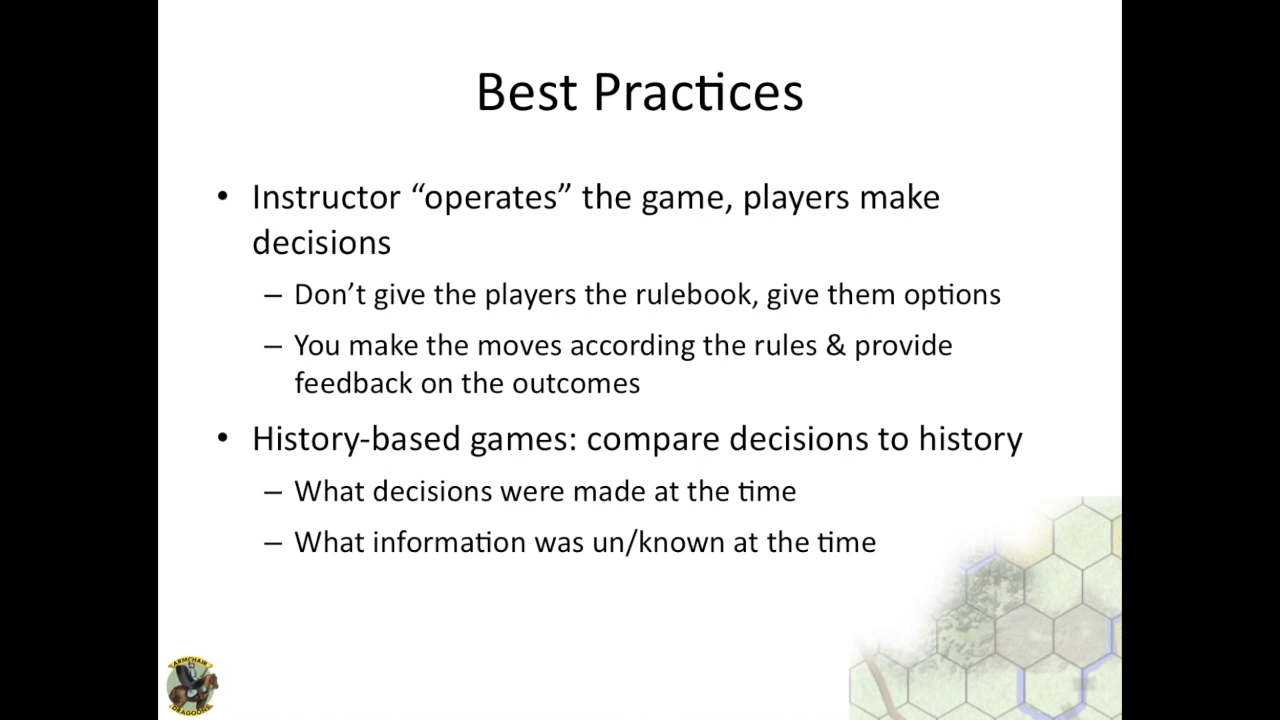 Best Practices
• Instructor “operates” the game, players make
decisions
– Don’t give the players the rulebook, give them options
– You make the moves according the rules & provide
feedback on the outcomes
• History-based games: compare decisions to history
– What decisions were made at the time
– What information was un/known at the time
ARMCHAIR
DRAGOONS